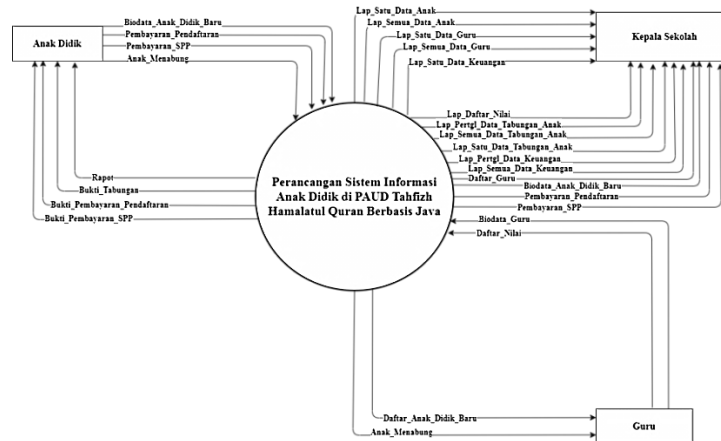 Anak Didik
Biodata_Anak_Didik_Baru
Pembayaran_Pendaftaran
Pembayaran_SPP
Anak_Menabung
Lap_Satu_Data_Anak
Lap_Semua_Data_Anak
Lap_Satu_Data_Guru
Lap_Semua_Data_Guru
Lap_Satu_Data_Keuangan
Kepala Sekolah
Lap_Daftar_Nilai
Lap_Pertgl_Data_Tabungan_Anak
Lap_Semua_Data_Tabungan_Anak
Lap_Satu_Data_Tabungan_Anak
Lap_Pertgl_Data_Keuangan
Lap_Semua_Data_Keuangan
Daftar_Guru
Biodata_Anak_Didik_Baru
Pembayaran_Pendaftaran
Pembayaran_SPP
Rapot
Bukti_Tabungan
Bukti_Pembayaran_Pendaftaran
Bukti_Pembayaran_SPP
Perancangan Sistem Informasi
Anak Didik di PAUD Tahfizh
Hamalatul Quran Berbasis Java
Biodata_Guru
Daftar_Nilai
Daftar_Anak_Didik_Baru
Anak_Menabung
Guru